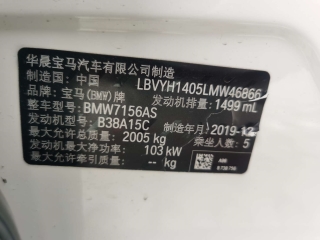 华晨宝马汽车有限公司制造
制造国：中国 LBVYH1405LMW46866
品牌：宝马(BMW)牌 发动机排量：1499 mL
整车型号：BMW7156AS
发动机型号：B38A15C 制造年月：2019-12
最大允许总质量：2005 kg 乘坐人数：5
发动机最大净功率：103 kW
最大允许牵引质量：-- kg